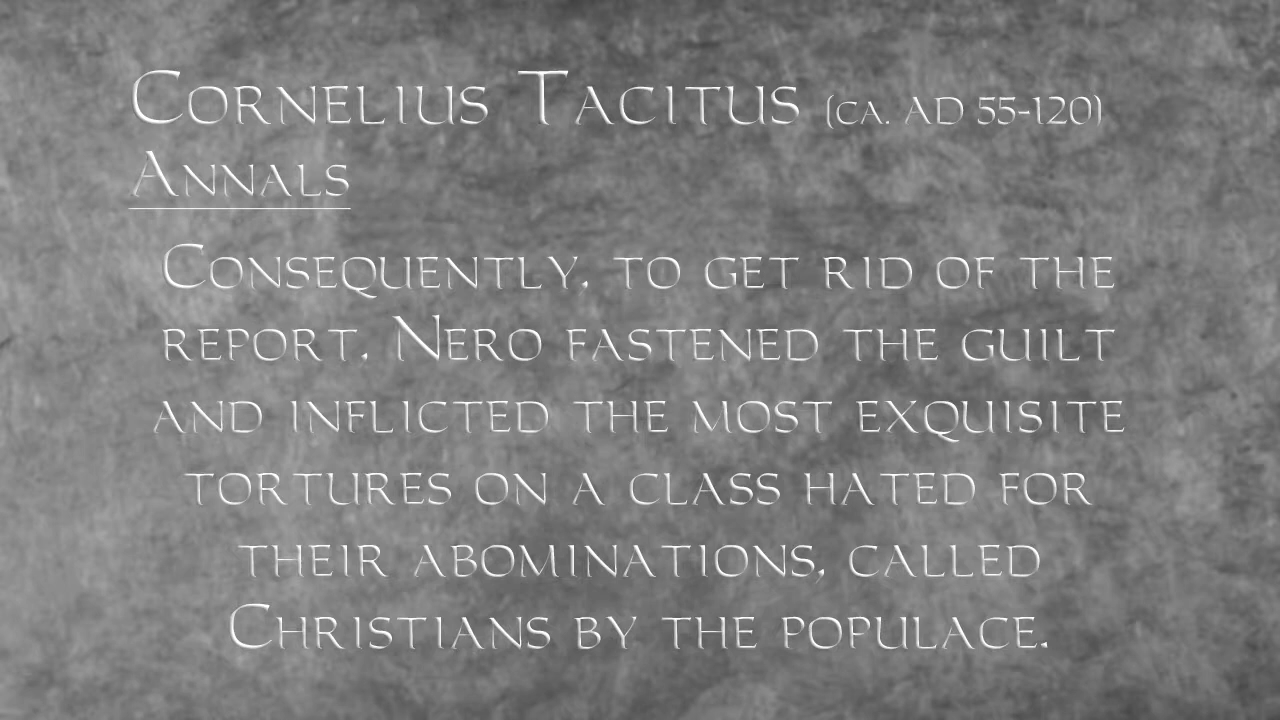 Cornelius Tacitus (ca. AD 55-120)
Annals
Consequently, to get rid of the
report, Nero fastened the guilt
and inflicted the most exquisite
tortures on a class hated for
their abominations, called
Christians by the populace.